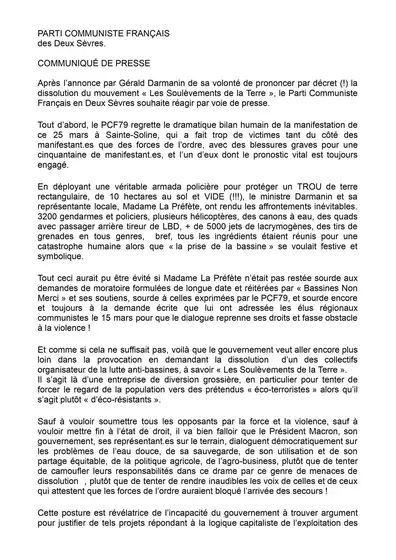 PARTI COMMUNISTE FRANÇAIS
des Deux Sèvres.
COMMUNIQUÉ DE PRESSE
Après l'annonce par Gérald Darmanin de sa volonté de prononcer par décret (!) la
dissolution du mouvement « Les Soulèvements de la Terre », le Parti Communiste
Français en Deux Sèvres souhaite réagir par voie de presse.
Tout d'abord, le PCF79 regrette le dramatique bilan humain de la manifestation de
ce 25 mars à Sainte-Soline, qui a fait trop de victimes tant du côté des
manifestant.es que des forces de l'ordre, avec des blessures graves pour une
cinquantaine de manifestant.es, et l'un d'eux dont le pronostic vital est toujours
engagé.
En déployant une véritable armada policière pour protéger un TROU de terre
rectangulaire, de 10 hectares au sol et VIDE (!!!), le ministre Darmanin et sa
représentante locale, Madame La Préfète, ont rendu les affrontements inévitables.
3200 gendarmes et policiers, plusieurs hélicoptères, des canons à eau, des quads
avec passager arrière tireur de LBD, + de 5000 jets de lacrymogènes, des tirs de
grenades en tous genres, bref, tous les ingrédients étaient réunis pour une
catastrophe humaine alors que « la prise de la bassine » se voulait festive et
symbolique.
Tout ceci aurait pu être évité si Madame La Préfète n'était pas restée sourde aux
demandes de moratoire formulées de longue date et réitérées par « Bassines Non
Merci » et ses soutiens, sourde à celles exprimées par le PCF79, et sourde encore
et toujours à la demande écrite que lui ont adressée les élus régionaux
communistes le 15 mars pour que le dialogue reprenne ses droits et fasse obstacle
à la violence !
Et comme si cela ne suffisait pas, voilà que le gouvernement veut aller encore plus
loin dans la provocation en demandant la dissolution d'un des collectifs
organisateur de la lutte anti-bassines, à savoir « Les Soulèvements de la Terre ».
Il s'agit là d'une entreprise de diversion grossière, en particulier pour tenter de
forcer le regard de la population vers des prétendus « éco-terroristes » alors qu'il
s'agit plutôt « d'éco-résistants ».
Sauf à vouloir soumettre tous les opposants par la force et la violence, sauf à
vouloir mettre fin à l'état de droit, il va bien falloir que le Président Macron, son
gouvernement, ses représentant.es sur le terrain, dialoguent démocratiquement sur
les problèmes de l'eau douce, de sa sauvegarde, de son utilisation et de son
partage équitable, de la politique agricole, de l'agro-business, plutôt que de tenter
de camoufler leurs responsabilités dans ce drame par ce genre de menaces de
dissolution , plutôt que de tenter de rendre inaudibles les voix de celles et de ceux
qui attestent que les forces de l'ordre auraient bloqué l'arrivée des secours !
Cette posture est révélatrice de l'incapacité du gouvernement à trouver argument
pour justifier de tels projets répondant à la logique capitaliste de l'exploitation des